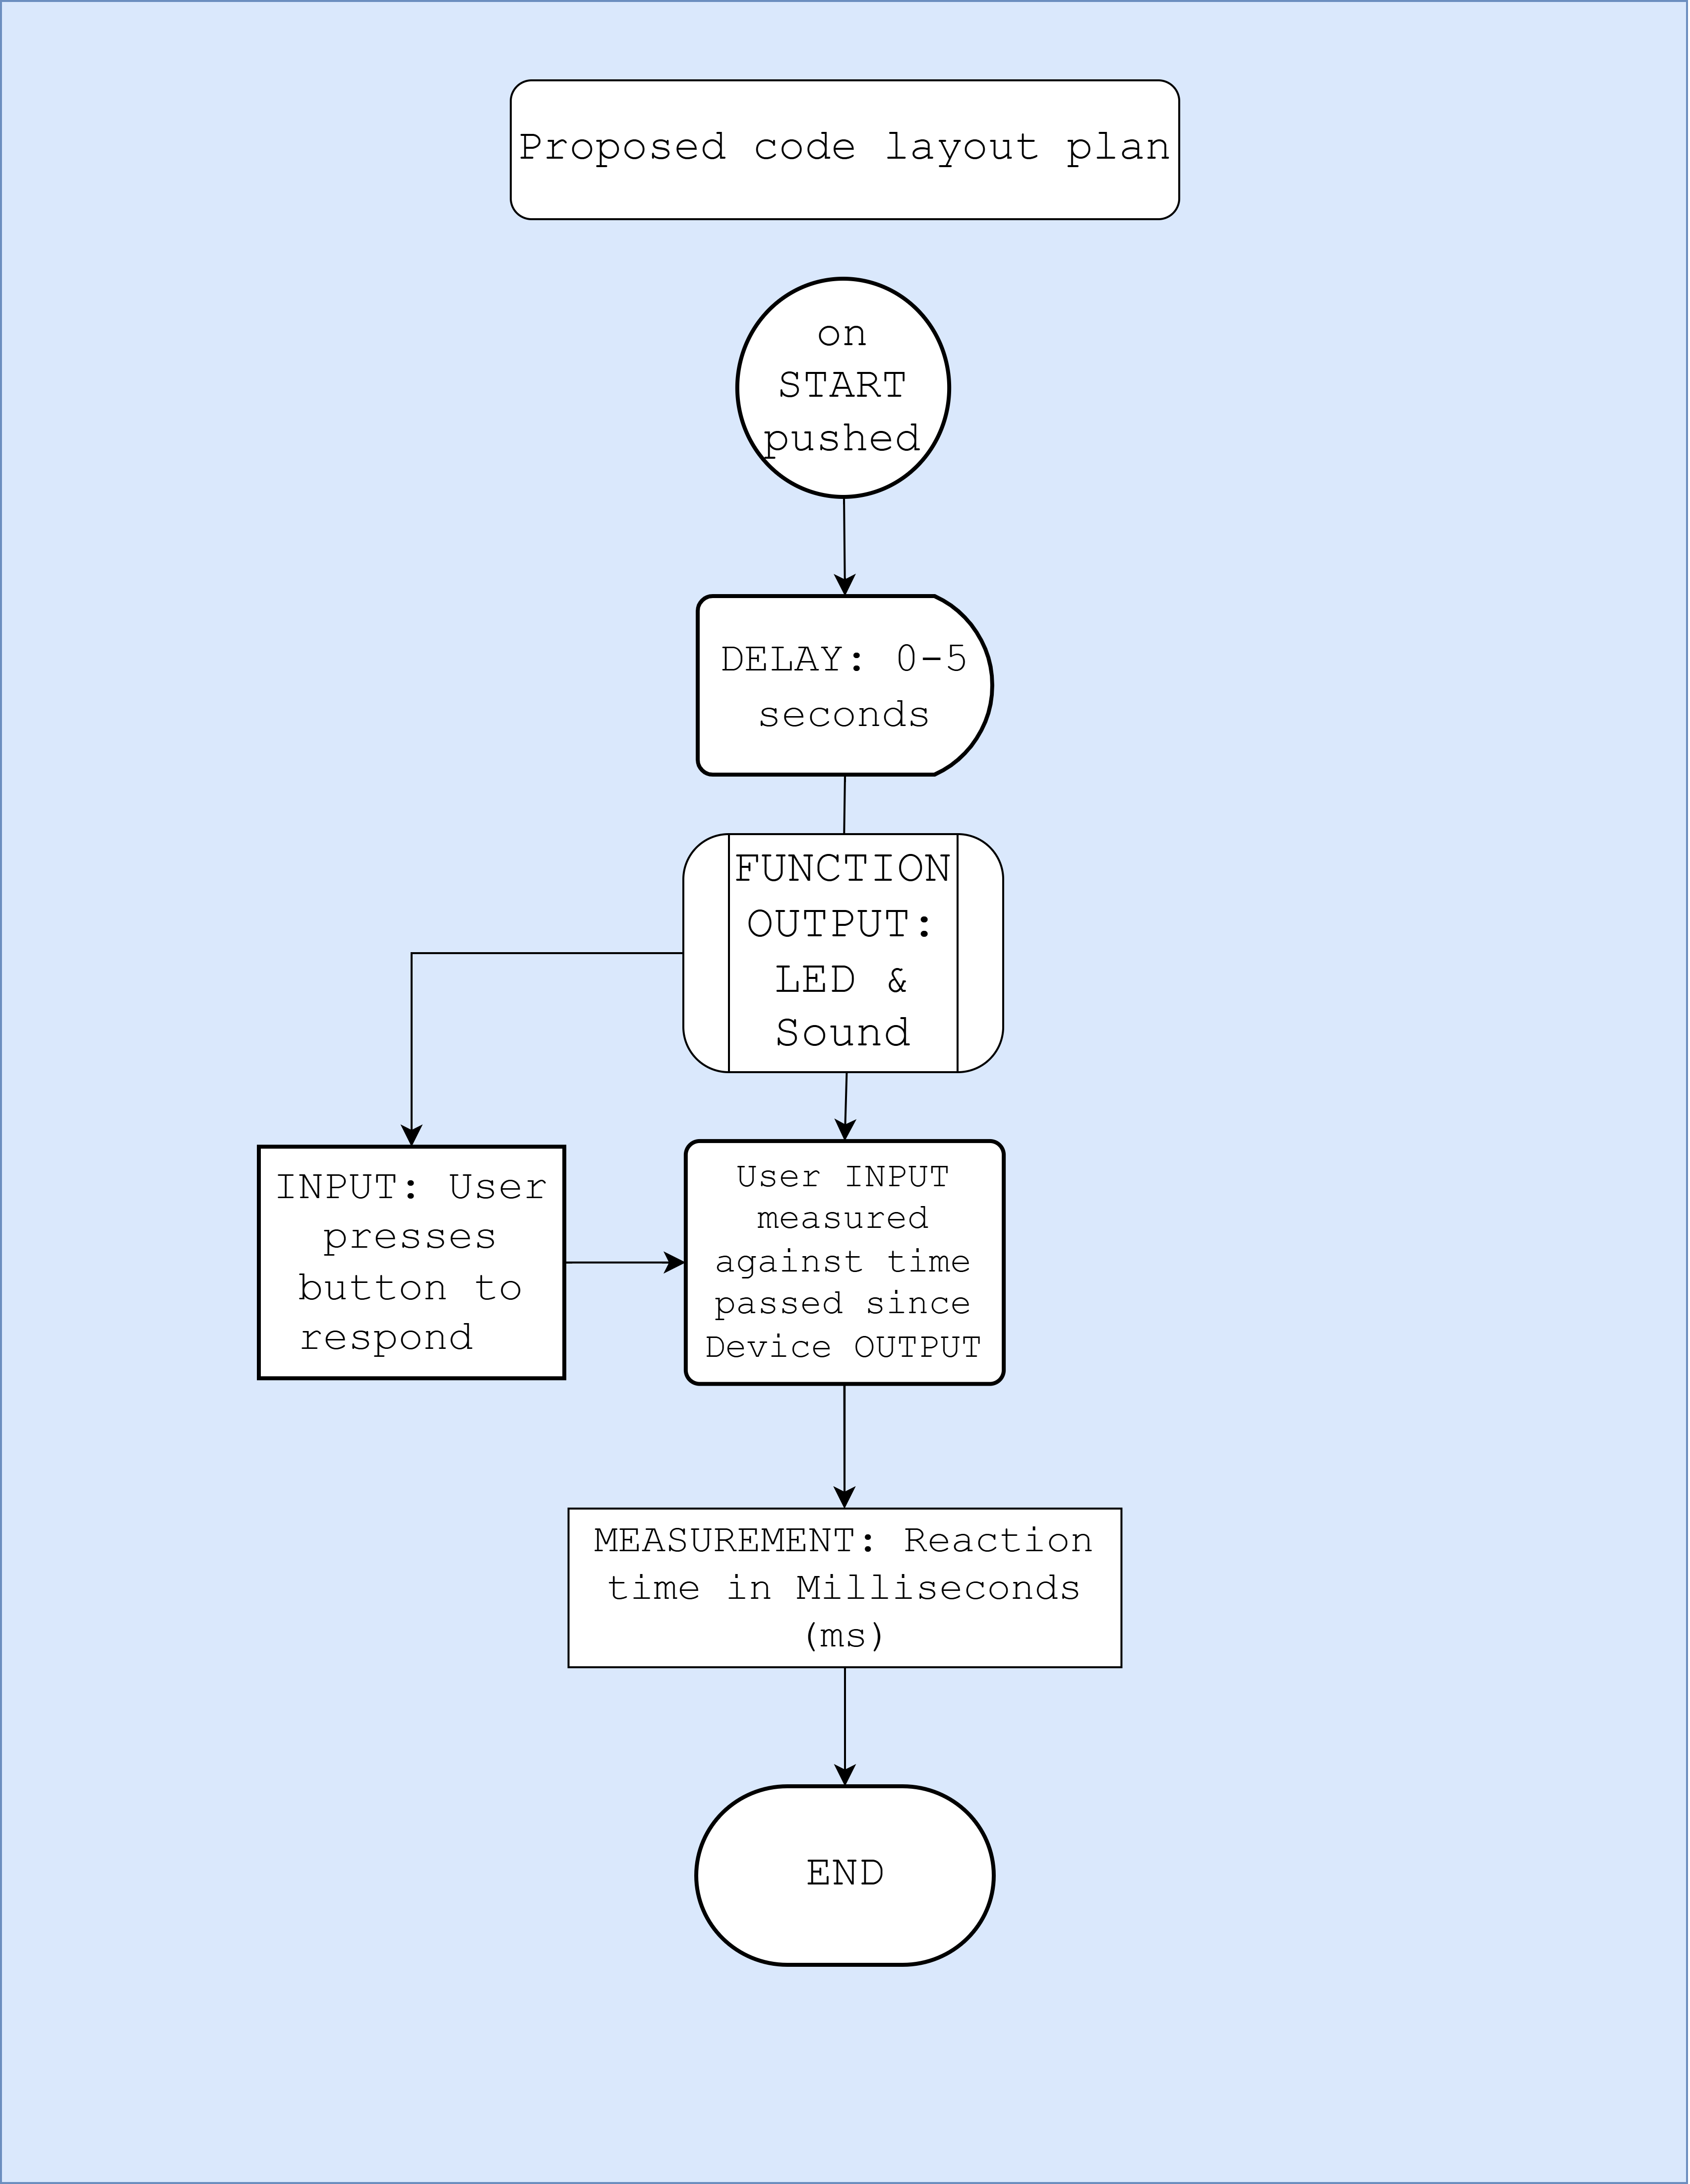 Proposed code layout plan
on
START
pushed
DELAY: 0-5
seconds
FUNCTION
OUTPUT:
LED &
Sound
INPUT: User
presses
button to
respond
User INPUT
measured
against time
passed since
Device OUTPUT
MEASUREMENT: Reaction
time in Milliseconds
(ms)
END